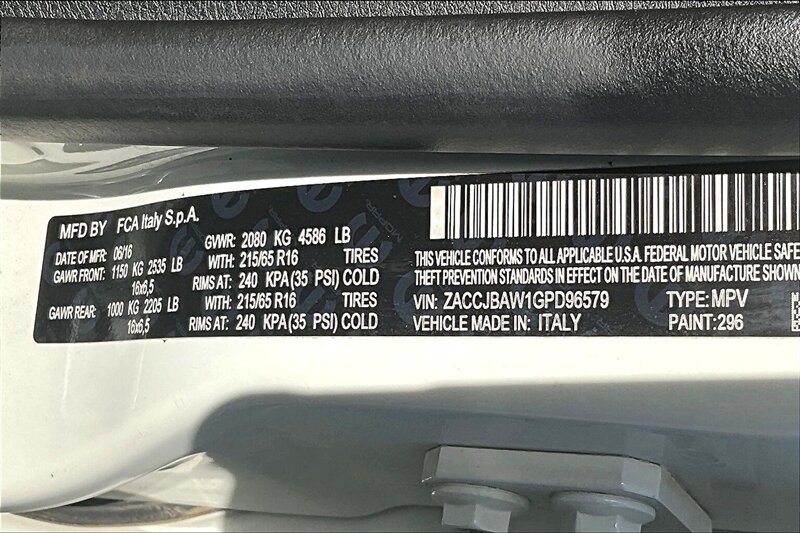 MFD BY FCA Italy S.p.A.
DATE OF MFR 06/16 GVWR: 2080 KG 4586 LB
GAWR FRONT: 1150 KG 2535 LB WITH: 215/65 R16 TIRES
16x6,5 RIMS AT: 240 KPA(35 PSI) COLD
GAWR REAR: 1000 KG 2205 LB WITH: 215/65 R16 TIRES
16x6,5 RIMS AT: 240 KPA(35 PSI) COLD
THIS VEHICLE CONFORMS TO ALL APPLICABLE U.S.A. FEDERAL MOTOR VEHICLE SAFE
THEFT PREVENTION STANDARDS IN EFFECT ON THE DATE OF MANUFACTURE SHOWN
VIN: ZACCJBAW1GPD96579 TYPE: MPV
VEHICLE MADE IN: ITALY PAINT: 296